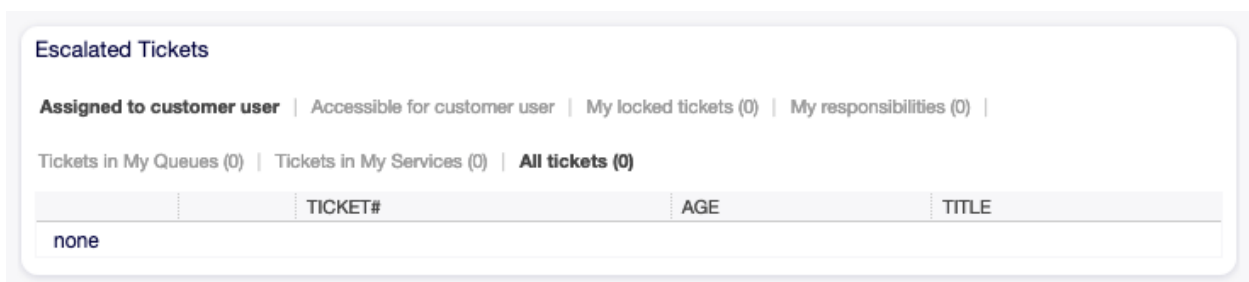 Escalated Tickets
Assigned to customer user | Accessible for customer user | My locked tickets (0) | My responsibilities (0) |
Tickets in My Queues (0) | Tickets in My Services (0) | All tickets (0)
TICKET# AGE TITLE
none